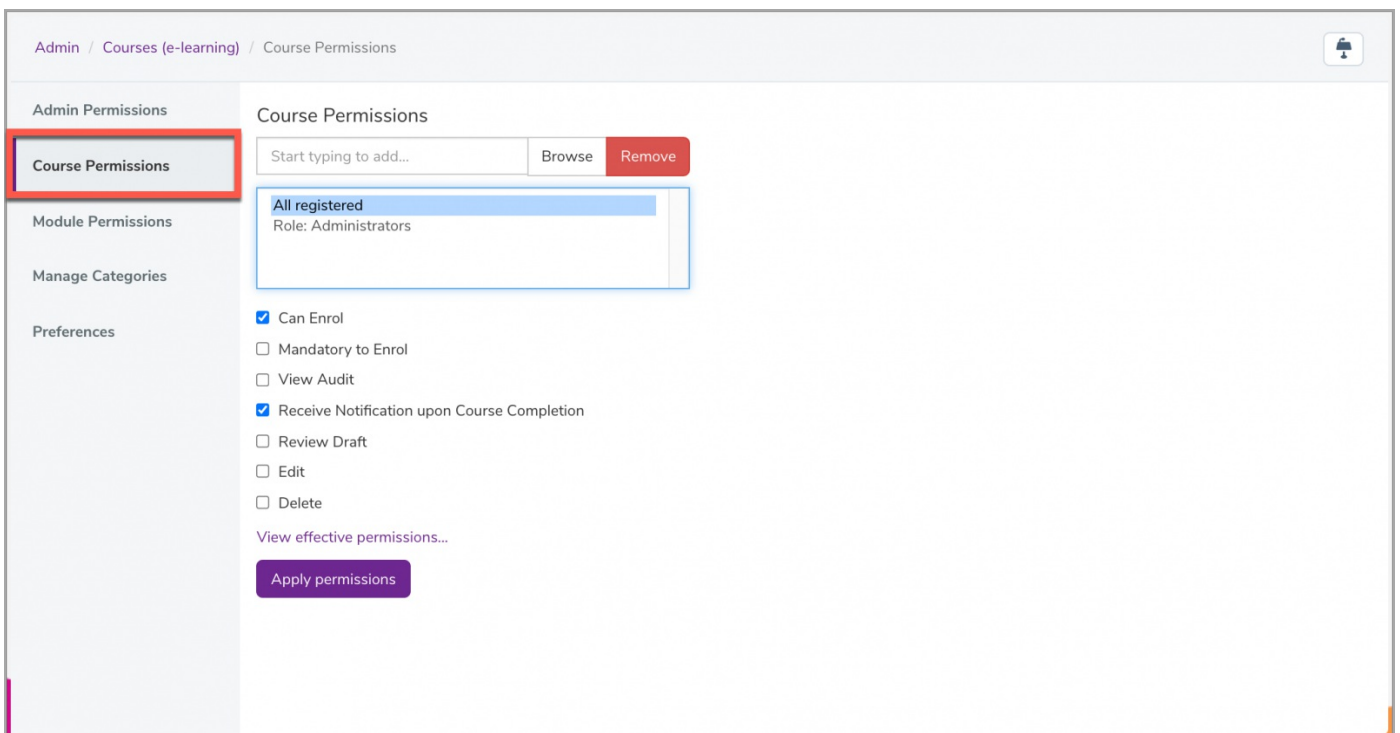 Admin / Courses (e-learning) / Course Permissions
Admin Permissions
Course Permissions
Module Permissions
Manage Categories
Preferences
Course Permissions
Start typing to add... Browse Remove
All registered
Role: Administrators
Can Enrol
Mandatory to Enrol
View Audit
Receive Notification upon Course Completion
Review Draft
Edit
Delete
View effective permissions...
Apply permissions